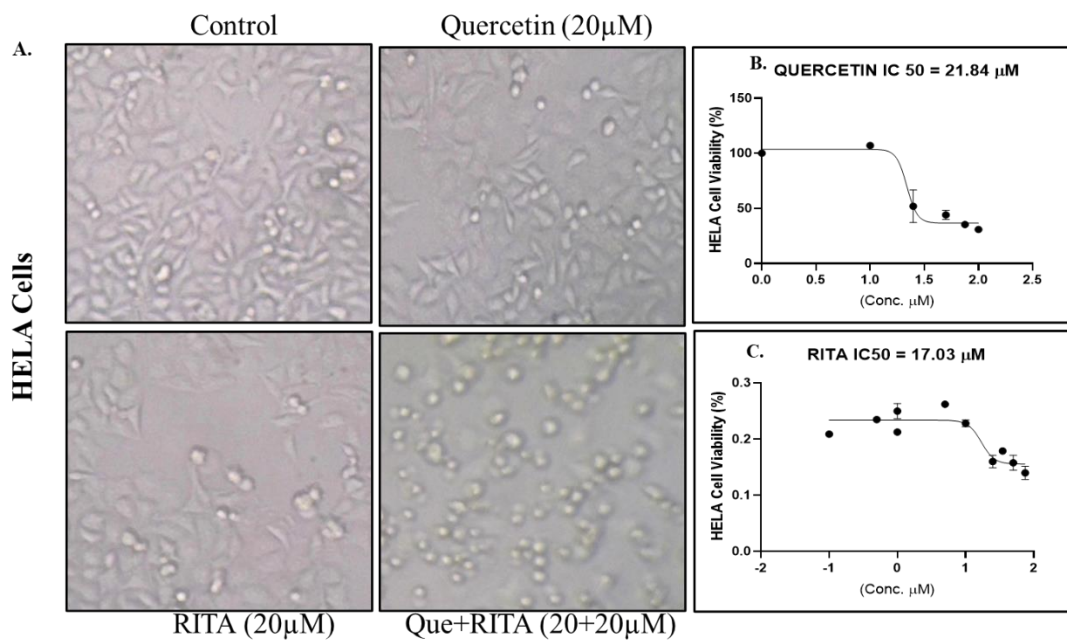 A.
Control
Quercetin (20µM)
HELA Cells
RITA (20µM)
Que+RITA (20+20µM)
B.
QUERCETIN IC 50 = 21.84 µM
HELA Cell Viability (%)
150
100
50
0
0.0 0.5 1.0 1.5 2.0 2.5
(Conc. µM)
C.
RITA IC50 = 17.03 µM
HELA Cell Viability (%)
0.3
0.2
0.1
0.0
-2 -1 0 1 2
(Conc. µM)